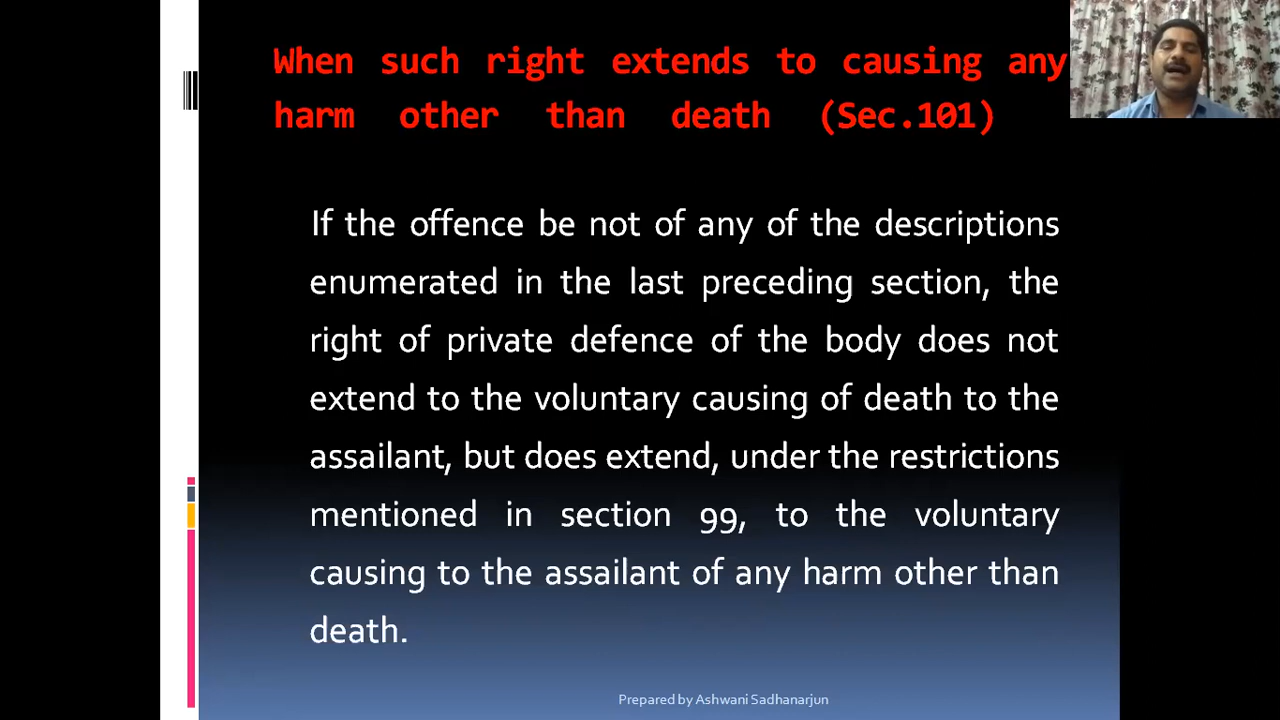 When such right extends to causing any
harm other than death (Sec.101)
If the offence be not of any of the descriptions
enumerated in the last preceding section, the
right of private defence of the body does not
extend to the voluntary causing of death to the
assailant, but does extend, under the restrictions
mentioned in section 99, to the voluntary
causing to the assailant of any harm other than
death.
Prepared by Ashwani Sadhanarjun